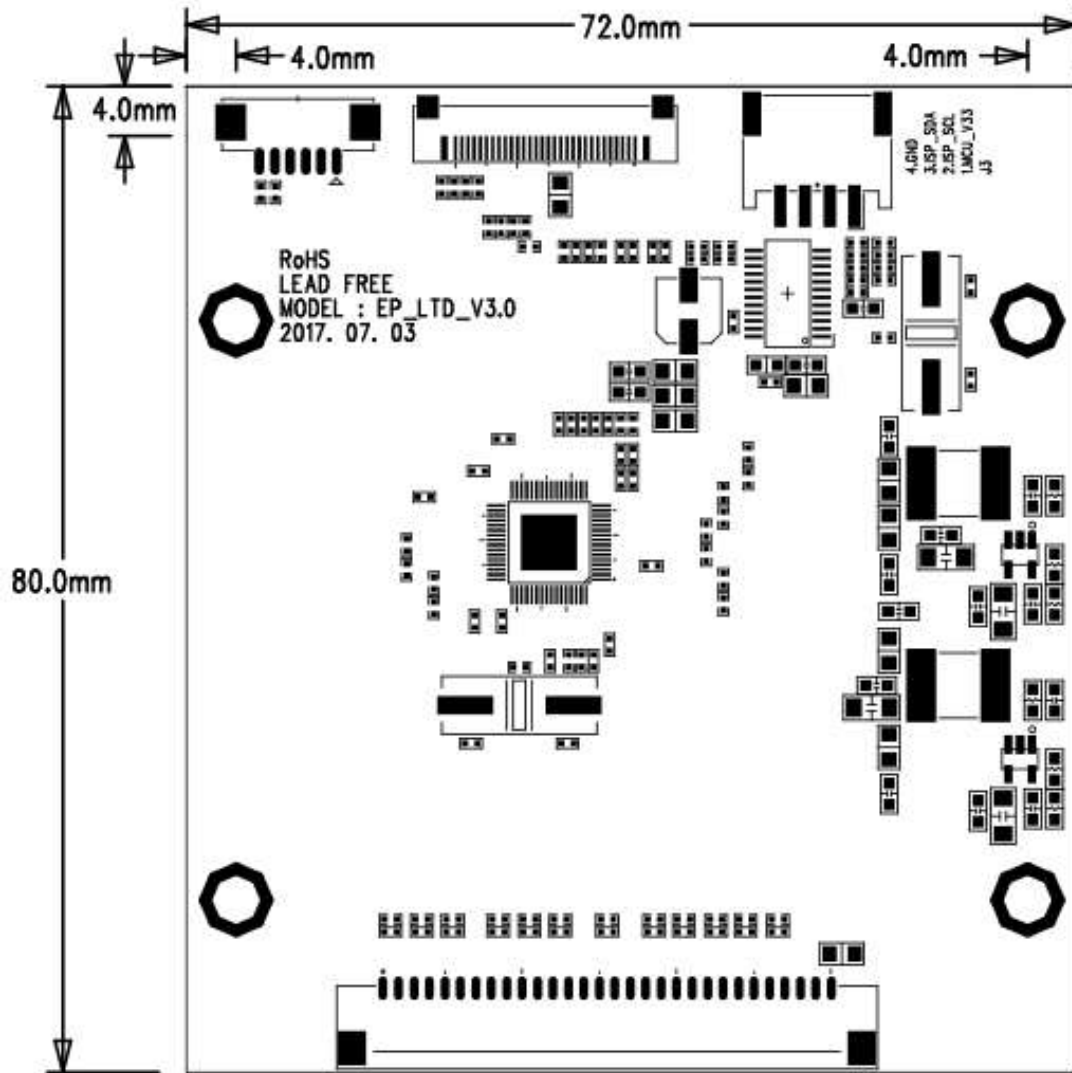 72.0mm
4.0mm
4.0mm
4.0mm
4.GND
3.ISP_SDA
2.ISP_SCL
1.MCU_V33
J3
RoHS
LEAD FREE
MODEL : EP_LTD_V3.0
2017. 07. 03
80.0mm